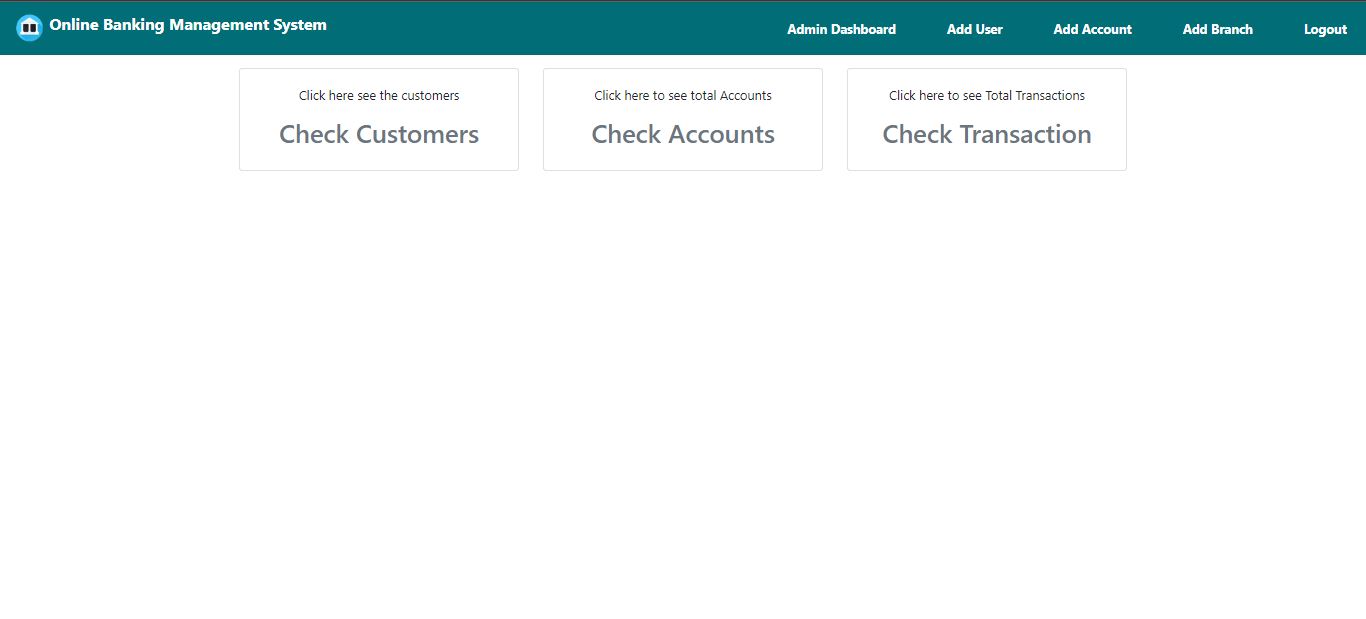 Online Banking Management System
Admin Dashboard Add User Add Account Add Branch Logout
Click here see the customers
Check Customers
Click here to see total Accounts
Check Accounts
Click here to see Total Transactions
Check Transaction